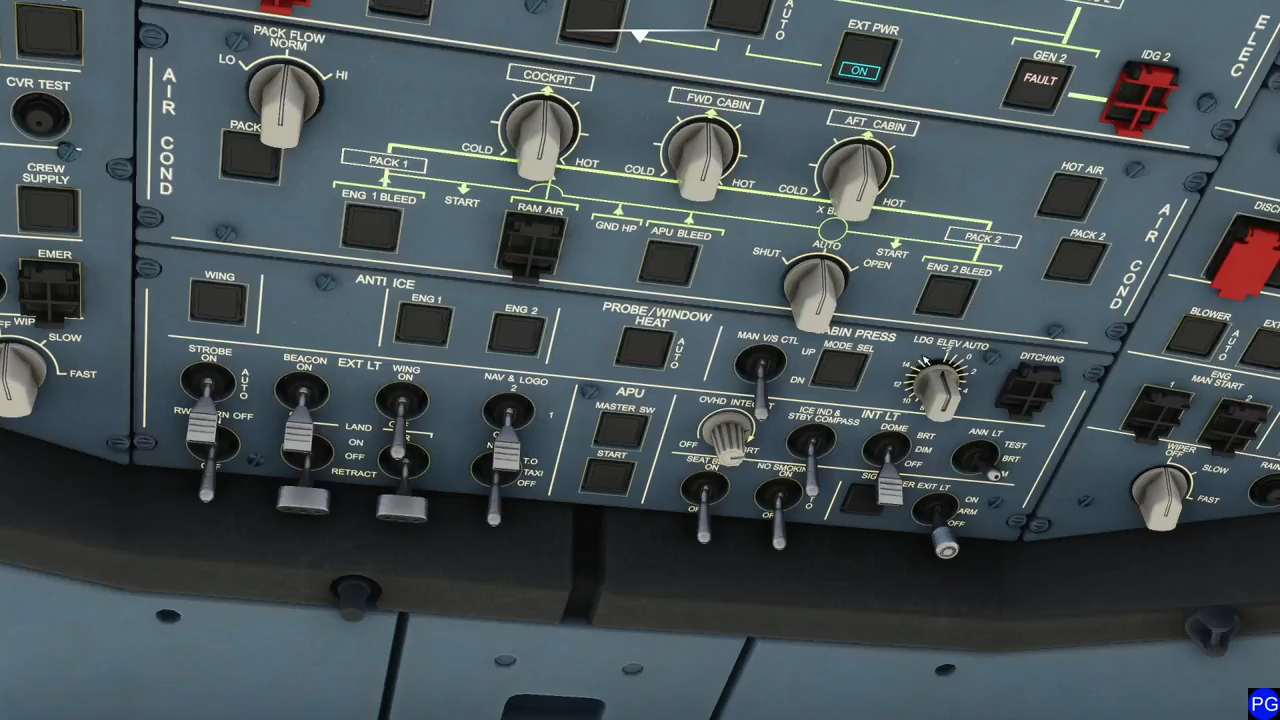 AUTO
EXT PWR
ON
GEN 2
FAULT
IDG 2
ELEC
PACK FLOW
NORM
LO
HI
CVR TEST
AIR COND
PACK
COCKPIT
FWD CABIN
AFT CABIN
COLD
HOT
COLD
HOT
COLD
HOT
HOT AIR
AIR COND
PACK 1
CREW
SUPPLY
ENG 1 BLEED
START
RAM AIR
GND HP
APU BLEED
START
PACK 2
PACK 2
ENG 2 BLEED
SHUT
AUTO
OPEN
EMER
WING
ANTI ICE
ENG 1
ENG 2
PROBE/WINDOW
HEAT
AUTO
MAN V/S CTL
UP
DN
MODE SEL
LDG ELEV AUTO
DITCHING
BLOWER
AUTO
SLOW
FAST
STROBE
ON
AUTO
BEACON
ON
EXT LT
WING
ON
NAV & LOGO
2
1
OFF
LAND
ON
OFF
RETRACT
T.O
TAXI
OFF
APU
MASTER SW
START
OFF
ICE IND &
STBY COMPASS
INT LT
DOME
BRT
DIM
OFF
ANN LT
TEST
BRT
ON
ON
EXIT LT
ON
ARM
OFF
ENG
MAN START
1
2
WIPER
OFF
SLOW
FAST
PG